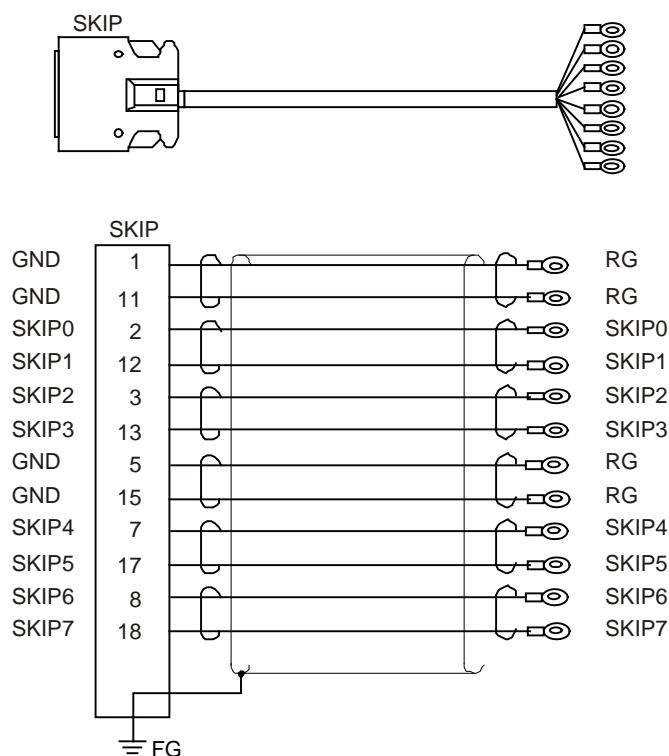 SKIP
SKIP
GND 1 RG
GND 11 RG
SKIP0 2 SKIP0
SKIP1 12 SKIP1
SKIP2 3 SKIP2
SKIP3 13 SKIP3
GND 5 RG
GND 15 RG
SKIP4 7 SKIP4
SKIP5 17 SKIP5
SKIP6 8 SKIP6
SKIP7 18 SKIP7
FG